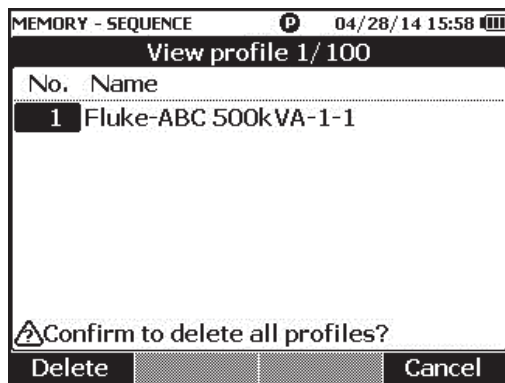 MEMORY - SEQUENCE P 04/28/14 15:58
View profile 1/100
No. Name
1 Fluke-ABC 500kVA-1-1
Confirm to delete all profiles?
Delete Cancel